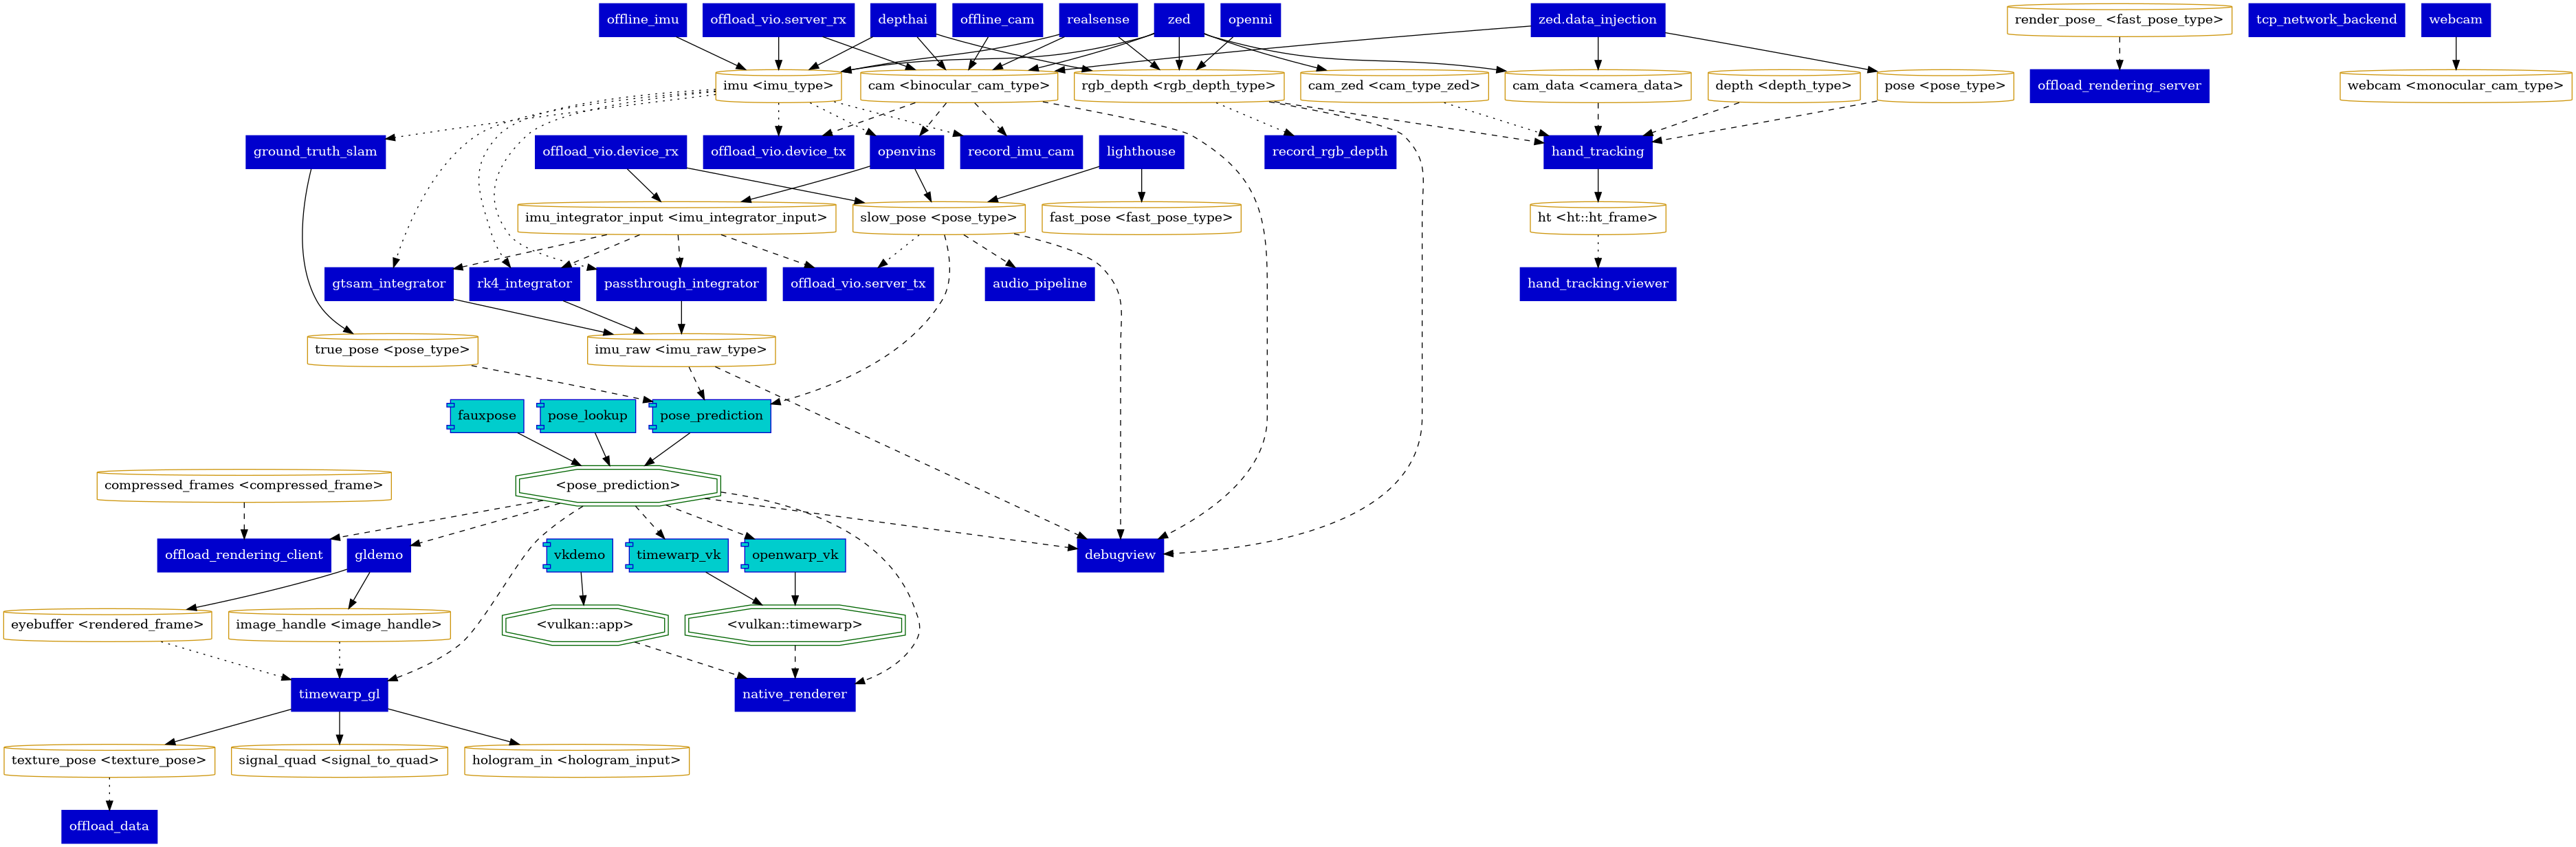 offline_imu
offload_vio.server_rx
depthai
offline_cam
realsense
zed
openni
zed.data_injection
render_pose_ <fast_pose_type>
tcp_network_backend
webcam
imu <imu_type>
cam <binocular_cam_type>
rgb_depth <rgb_depth_type>
cam_zed <cam_type_zed>
cam_data <camera_data>
depth <depth_type>
pose <pose_type>
offload_rendering_server
webcam <monocular_cam_type>
ground_truth_slam
offload_vio.device_rx
offload_vio.device_tx
openvins
record_imu_cam
lighthouse
record_rgb_depth
hand_tracking
imu_integrator_input <imu_integrator_input>
slow_pose <pose_type>
fast_pose <fast_pose_type>
ht <ht::ht_frame>
gtsam_integrator
rk4_integrator
passthrough_integrator
offload_vio.server_tx
audio_pipeline
hand_tracking.viewer
true_pose <pose_type>
imu_raw <imu_raw_type>
fauxpose
pose_lookup
pose_prediction
compressed_frames <compressed_frame>
<pose_prediction>
offload_rendering_client
gldemo
vkdemo
timewarp_vk
openwarp_vk
debugview
eyebuffer <rendered_frame>
image_handle <image_handle>
<vulkan::app>
<vulkan::timewarp>
timewarp_gl
native_renderer
texture_pose <texture_pose>
signal_quad <signal_to_quad>
hologram_in <hologram_input>
offload_data